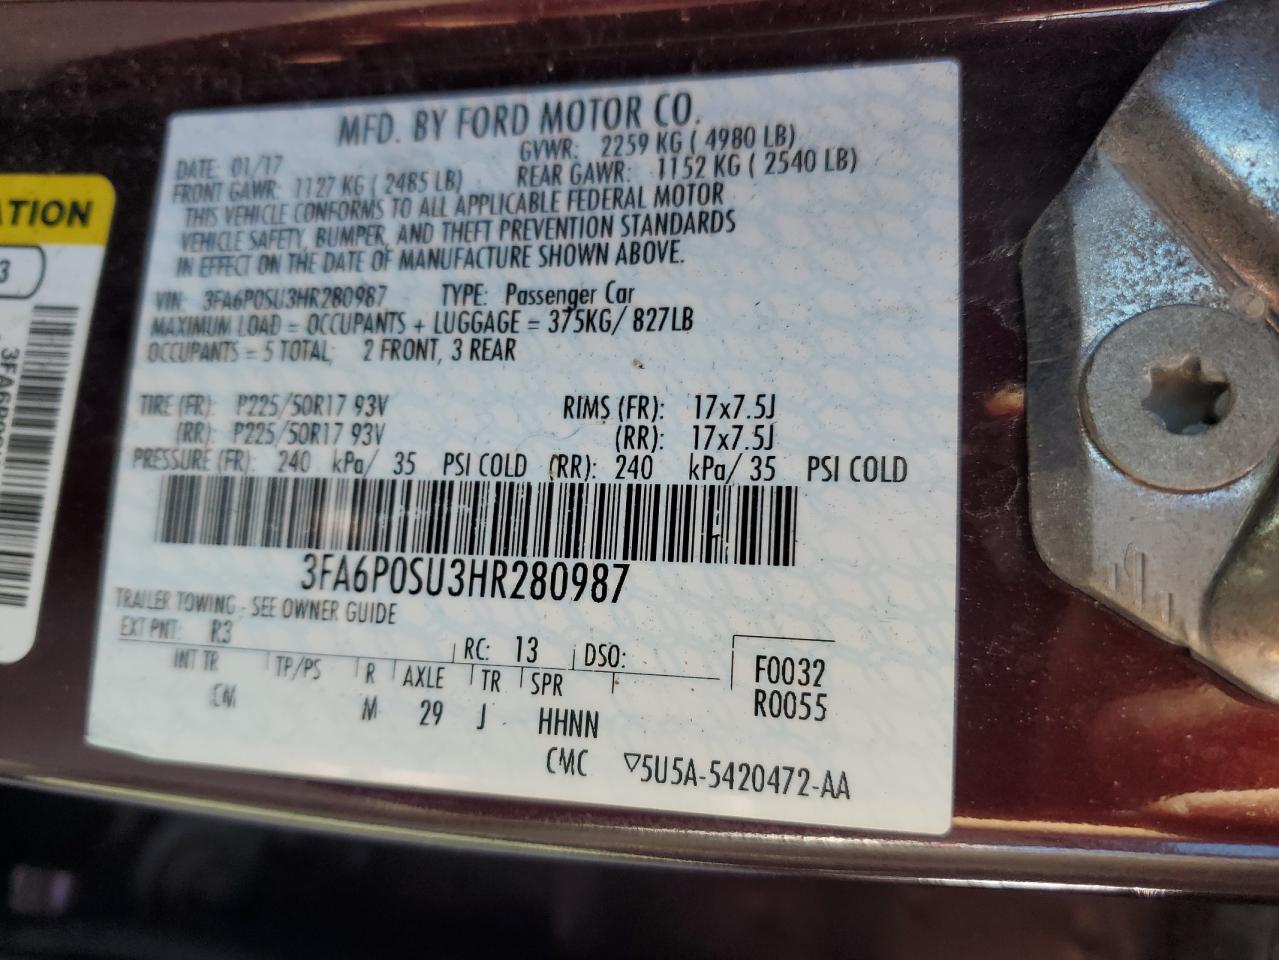 MFD. BY FORD MOTOR CO.
DATE: 01/17 GVWR: 2259 KG ( 4980 LB)
FRONT GAWR: 1127 KG ( 2485 LB) REAR GAWR: 1152 KG ( 2540 LB)
THIS VEHICLE CONFORMS TO ALL APPLICABLE FEDERAL MOTOR
VEHICLE SAFETY, BUMPER, AND THEFT PREVENTION STANDARDS
IN EFFECT ON THE DATE OF MANUFACTURE SHOWN ABOVE.
VIN: 3FA6P0SU3HR280987 TYPE: Passenger Car
MAXIMUM LOAD = OCCUPANTS + LUGGAGE = 375KG/ 827LB
OCCUPANTS = 5 TOTAL; 2 FRONT, 3 REAR
TIRE (FR): P225/50R17 93V RIMS (FR): 17x7.5J
(RR): P225/50R17 93V (RR): 17x7.5J
PRESSURE (FR): 240 kPa/ 35 PSI COLD (RR): 240 kPa/ 35 PSI COLD
3FA6P0SU3HR280987
TRAILER TOWING - SEE OWNER GUIDE
EXT PNT: R3 RC: 13 DSO: F0032
INT TR TP/PS R AXLE TR SPR R0055
CM M 29 J HHNN
CMC ▽5U5A-5420472-AA
ATION
3